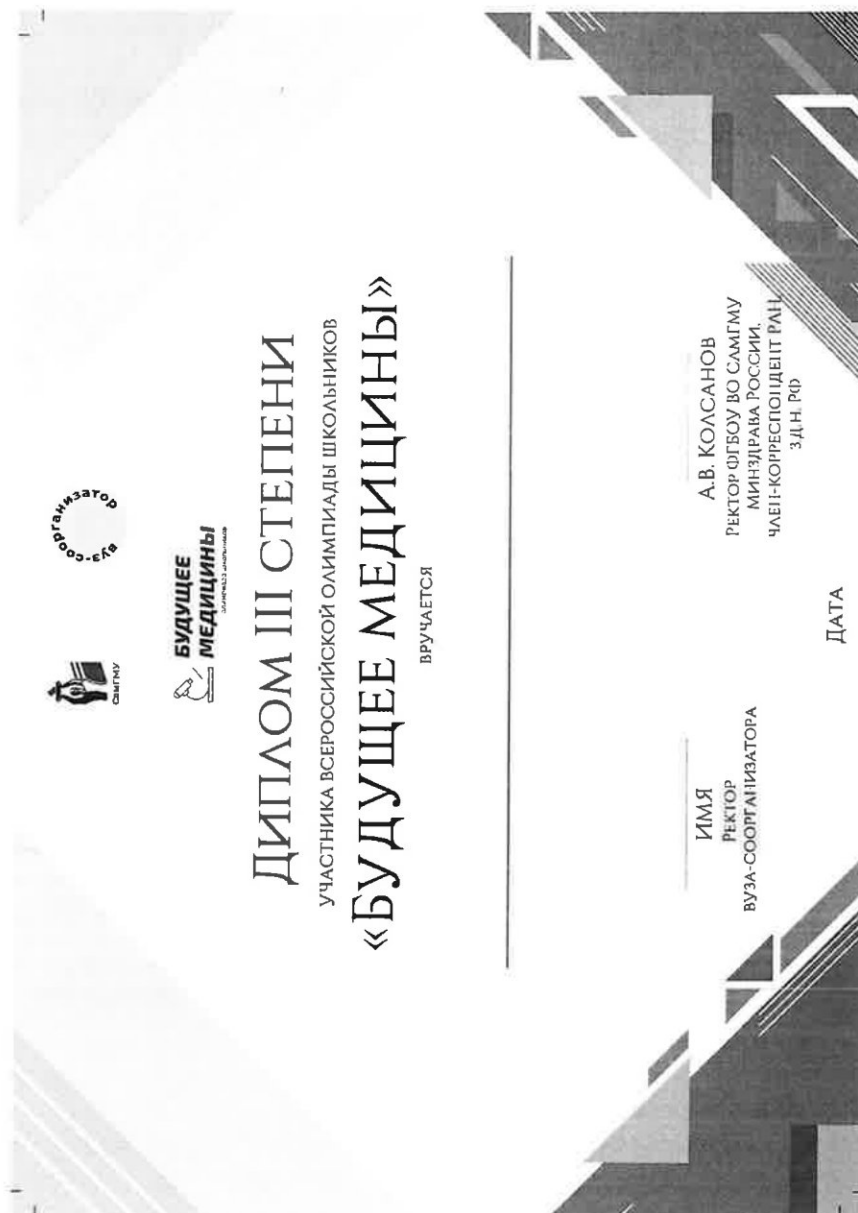 СамГМУ
вуз-соорганизатор
БУДУЩЕЕ
МЕДИЦИНЫ
ДИПЛОМ III СТЕПЕНИ
УЧАСТНИКА ВСЕРОССИЙСКОЙ ОЛИМПИАДЫ ШКОЛЬНИКОВ
«БУДУЩЕЕ МЕДИЦИНЫ»
ВРУЧАЕТСЯ
ИМЯ
РЕКТОР
ВУЗА-СООРГАНИЗАТОРА
А.В. КОЛСАНОВ
РЕКТОР ФГБОУ ВО САМГМУ
МИНЗДРАВА РОССИИ,
ЧЛЕН-КОРРЕСПОНДЕНТ РАН,
З.Д.Н. РФ
ДАТА